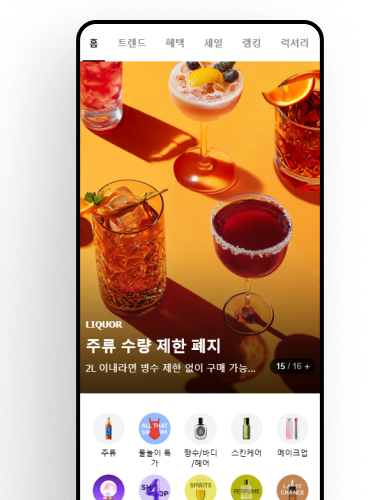 홈 트렌드 혜택 세일 랭킹 럭셔리
LIQUOR
주류 수량 제한 폐지
2L 이내라면 병수 제한 없이 구매 가능...
15 / 16 +
ALL THAT
SWIM
주류 물놀이 특가 향수/바디/헤어 스킨케어 메이크업
SPIRITS
PERFUME
LAST
CHANCE